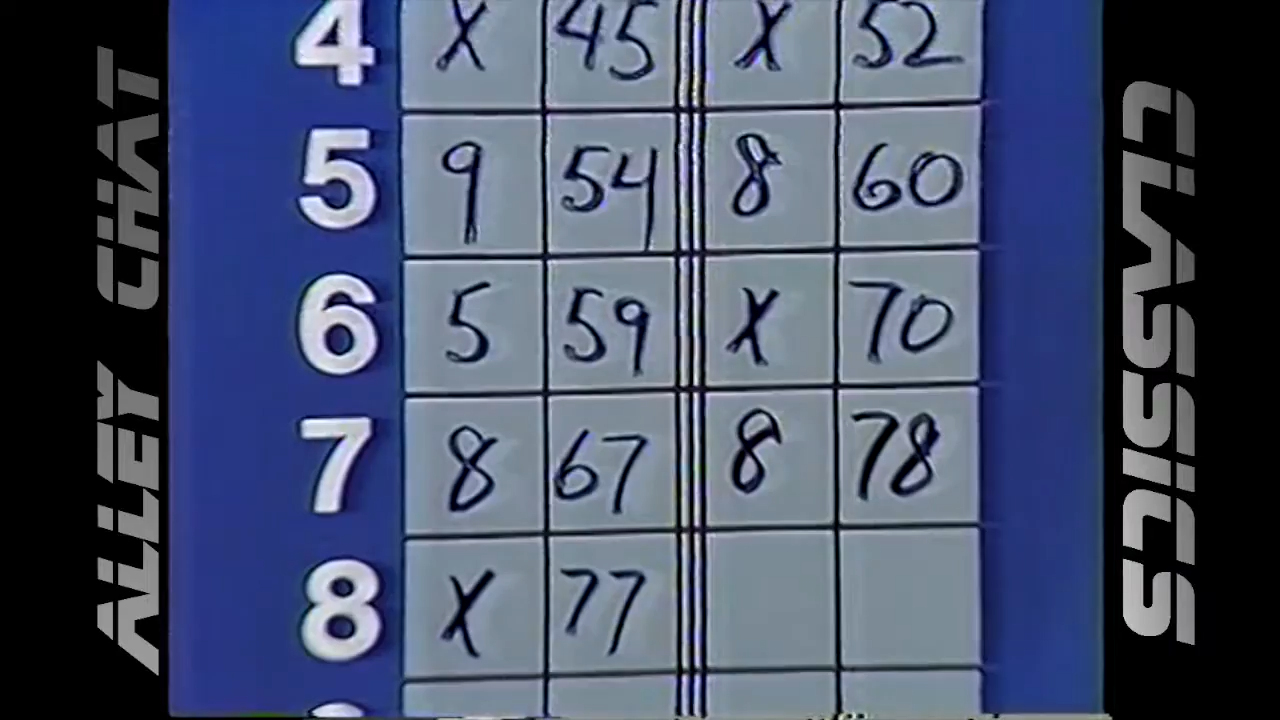 ALLEY CHAT
4 X 45 X 52
5 9 54 8 60
6 5 59 X 70
7 8 67 8 78
8 X 77
CLASSICS